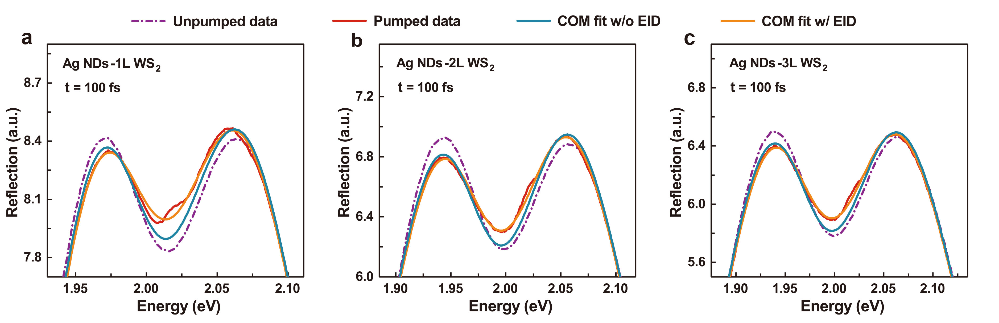 Unpumped data Pumped data COM fit w/o EID COM fit w/ EID
a
Ag NDs-1L WS2
t = 100 fs
8.7
8.4
8.1
7.8
Reflection (a.u.)
1.95 2.00 2.05 2.10
Energy (eV)
b
Ag NDs-2L WS2
t = 100 fs
7.2
6.8
6.4
6.0
Reflection (a.u.)
1.90 1.95 2.00 2.05 2.10
Energy (eV)
c
Ag NDs-3L WS2
t = 100 fs
6.8
6.4
6.0
5.6
Reflection (a.u.)
1.90 1.95 2.00 2.05 2.10
Energy (eV)